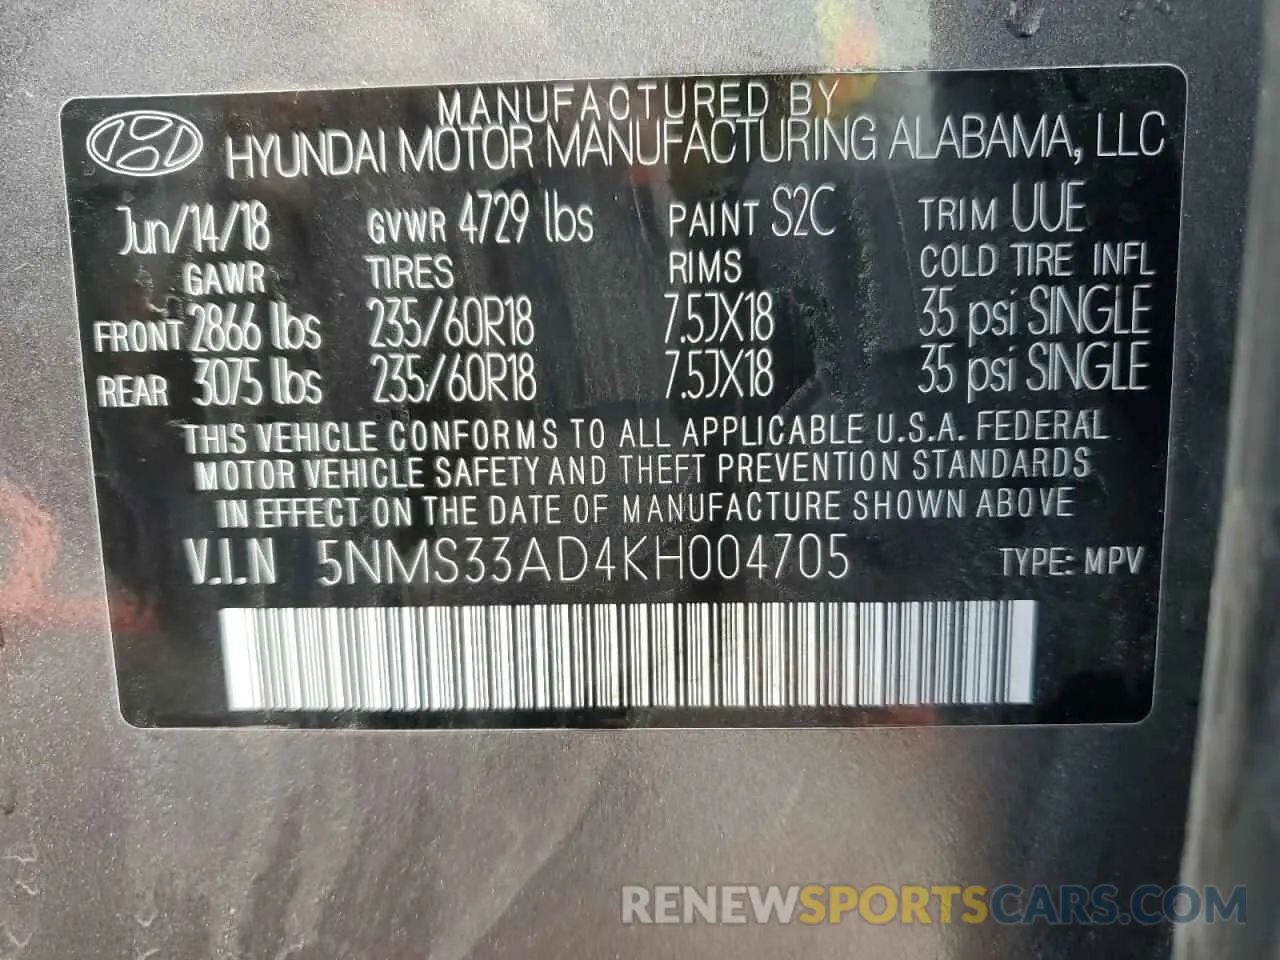 MANUFACTURED BY
HYUNDAI MOTOR MANUFACTURING ALABAMA, LLC
Jun/14/18 GVWR 4729 lbs PAINT S2C TRIM UUE
GAWR TIRES RIMS COLD TIRE INFL
FRONT 2866 lbs 235/60R18 7.5JX18 35 psi SINGLE
REAR 3075 lbs 235/60R18 7.5JX18 35 psi SINGLE
THIS VEHICLE CONFORMS TO ALL APPLICABLE U.S.A. FEDERAL
MOTOR VEHICLE SAFETY AND THEFT PREVENTION STANDARDS
IN EFFECT ON THE DATE OF MANUFACTURE SHOWN ABOVE
V.I.N 5NMS33AD4KH004705 TYPE: MPV
RENEWSPORTSCARS.COM